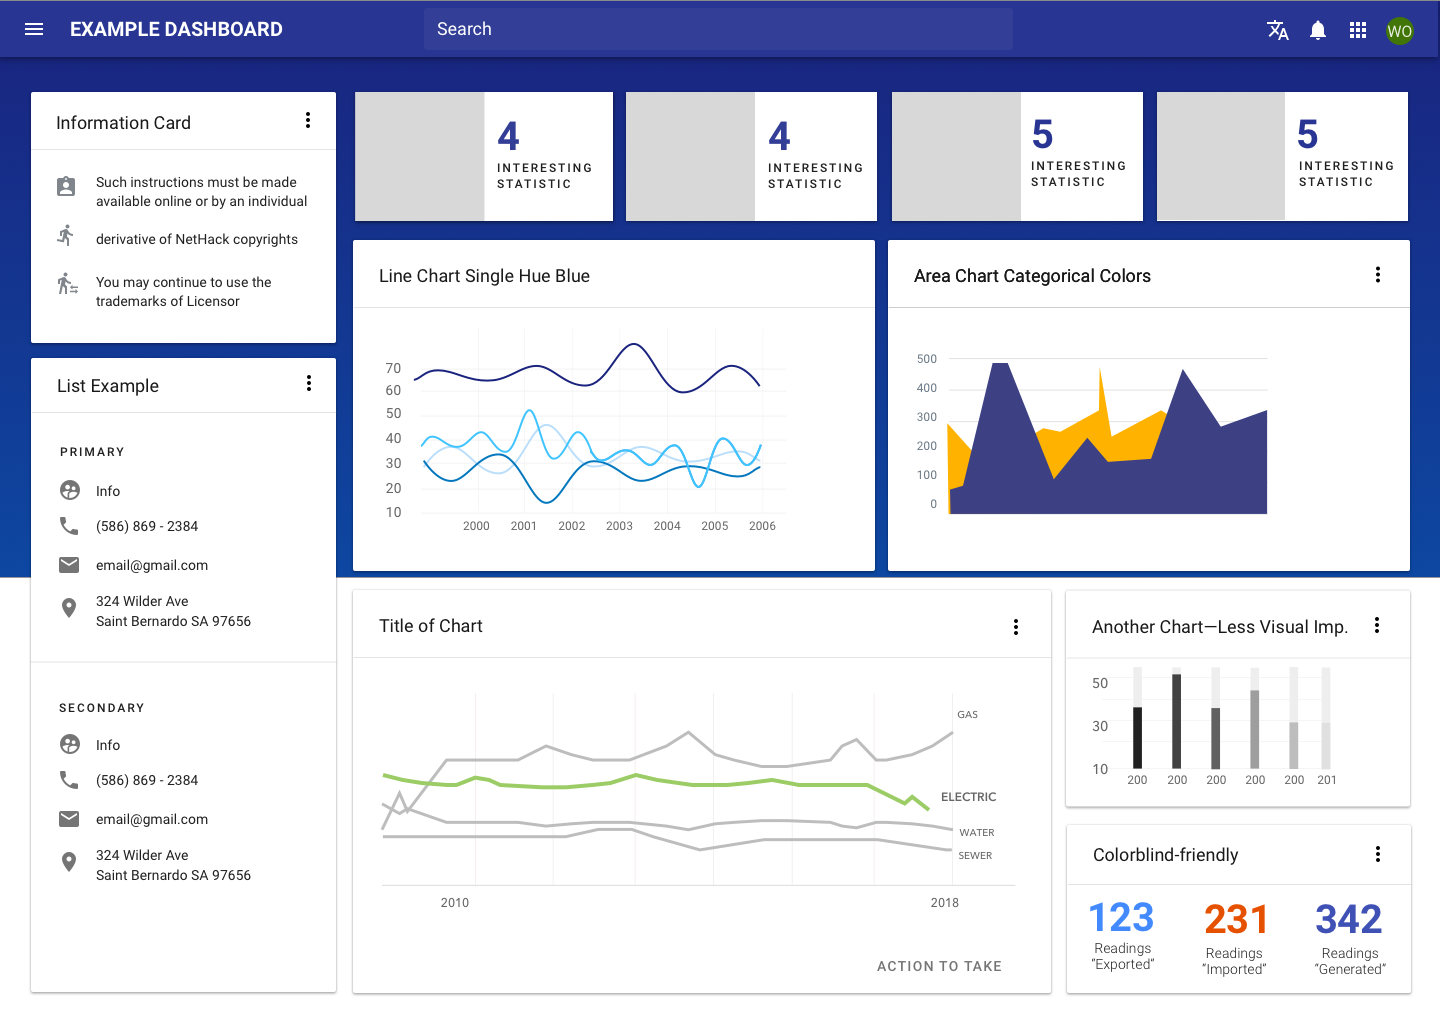 EXAMPLE DASHBOARD
Search
WO
Information Card
Such instructions must be made
available online or by an individual
derivative of NetHack copyrights
You may continue to use the
trademarks of Licensor
4
INTERESTING
STATISTIC
4
INTERESTING
STATISTIC
5
INTERESTING
STATISTIC
5
INTERESTING
STATISTIC
List Example
PRIMARY
Info
(586) 869 - 2384
email@gmail.com
324 Wilder Ave
Saint Bernardo SA 97656
SECONDARY
Info
(586) 869 - 2384
email@gmail.com
324 Wilder Ave
Saint Bernardo SA 97656
Line Chart Single Hue Blue
70
60
50
40
30
20
10
2000 2001 2002 2003 2004 2005 2006
Area Chart Categorical Colors
500
400
300
200
100
0
Title of Chart
GAS
ELECTRIC
WATER
SEWER
2010 2018
ACTION TO TAKE
Another Chart—Less Visual Imp.
50
30
10
200 200 200 200 200 201
Colorblind-friendly
123
Readings
“Exported”
231
Readings
“Imported”
342
Readings
“Generated”